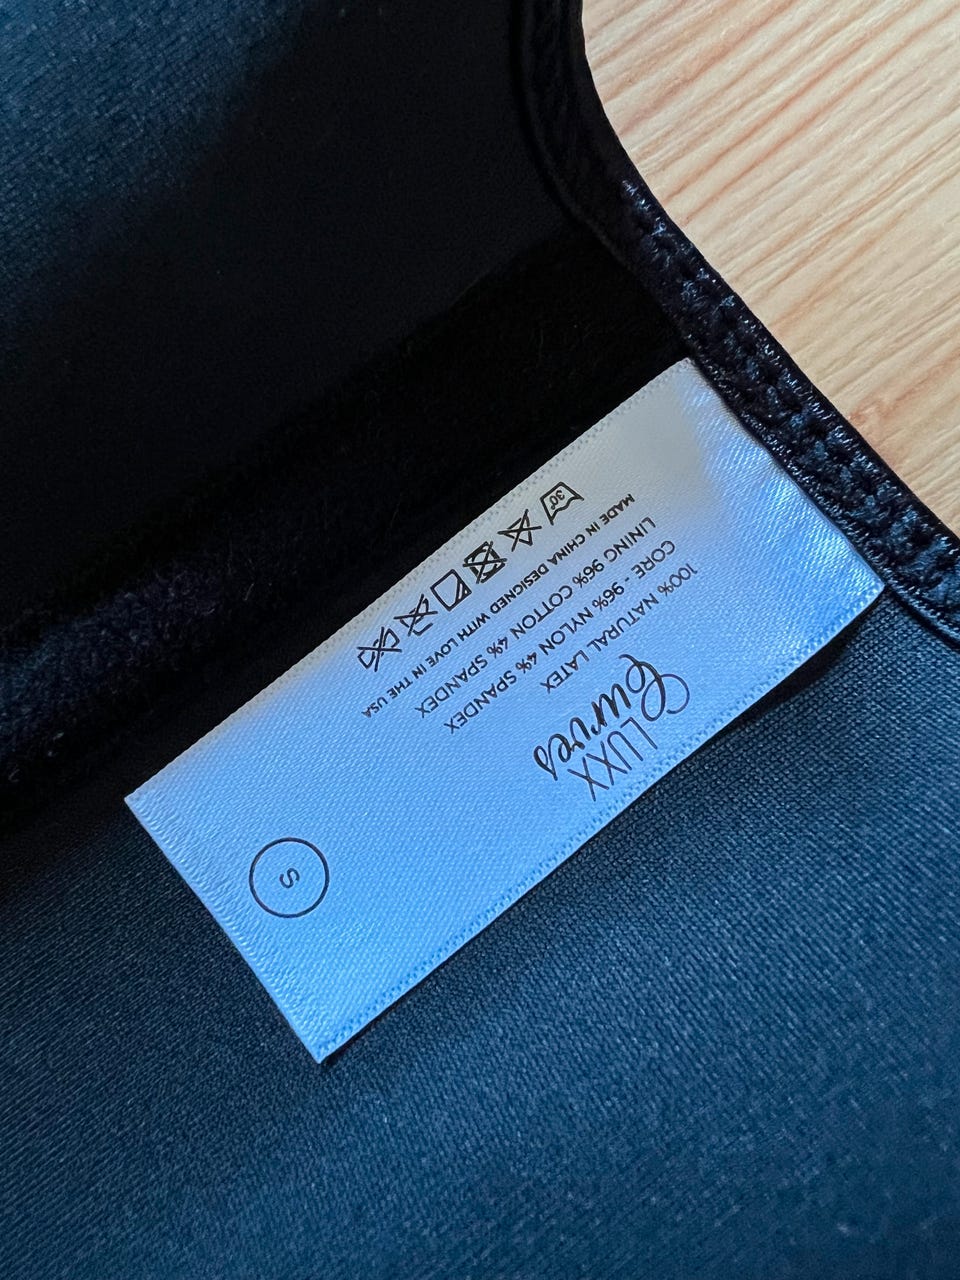 LUXX
Curves
100% NATURAL LATEX
CORE - 96% NYLON 4% SPANDEX
LINING 96% COTTON 4% SPANDEX
MADE IN CHINA DESIGNED WITH LOVE IN THE USA
30°
S